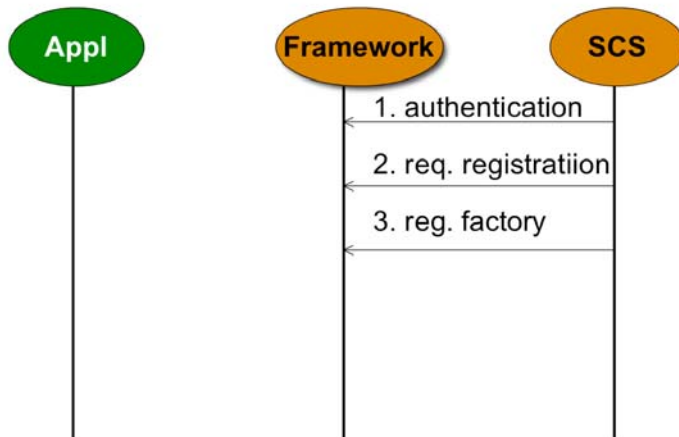 Appl
Framework
SCS
1. authentication
2. req. registratiion
3. reg. factory